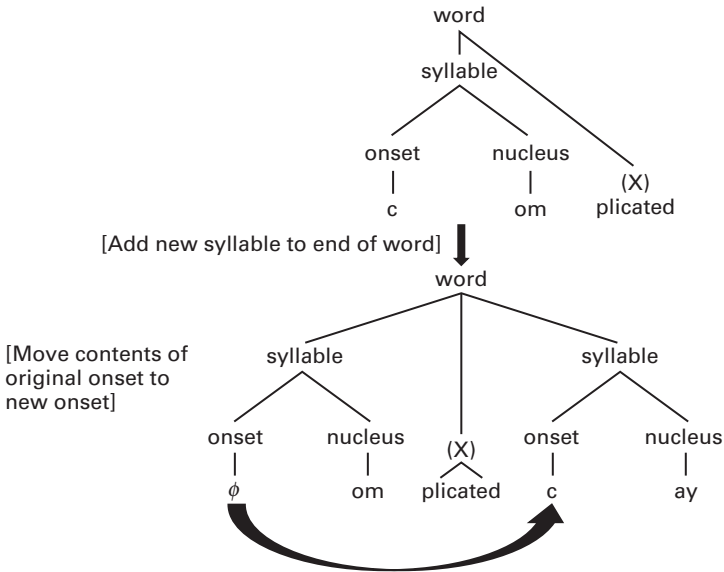 word
syllable
onset nucleus (X)
c om plicated
[Add new syllable to end of word]
word
[Move contents of
original onset to
new onset]
syllable syllable
onset nucleus (X) onset nucleus
ϕ om plicated c ay